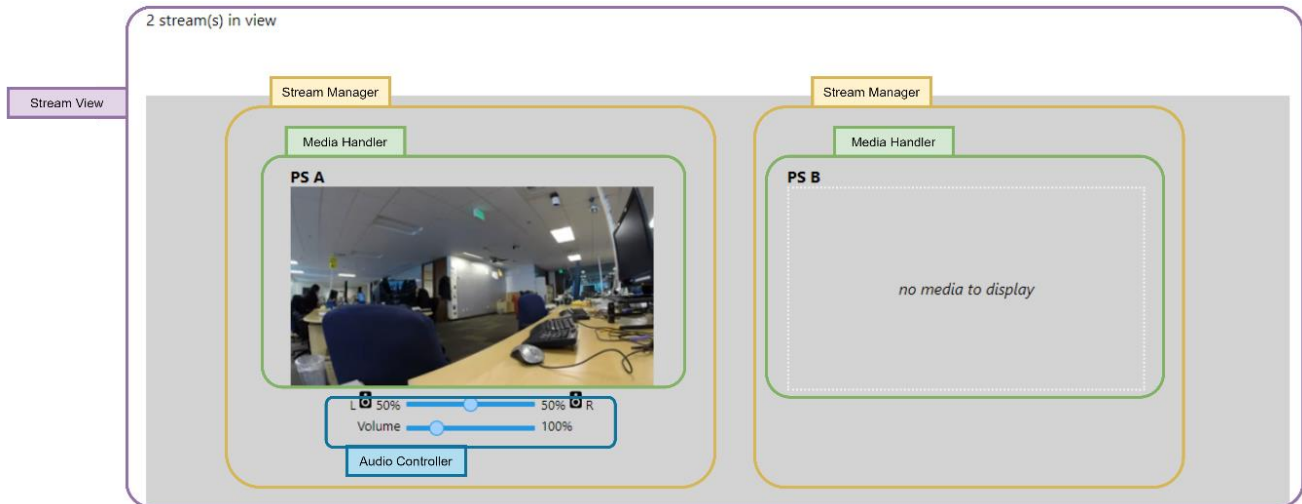 2 stream(s) in view
Stream View
Stream Manager
Stream Manager
Media Handler
Media Handler
PS A
PS B
no media to display
L 50% 50% R
Volume 100%
Audio Controller